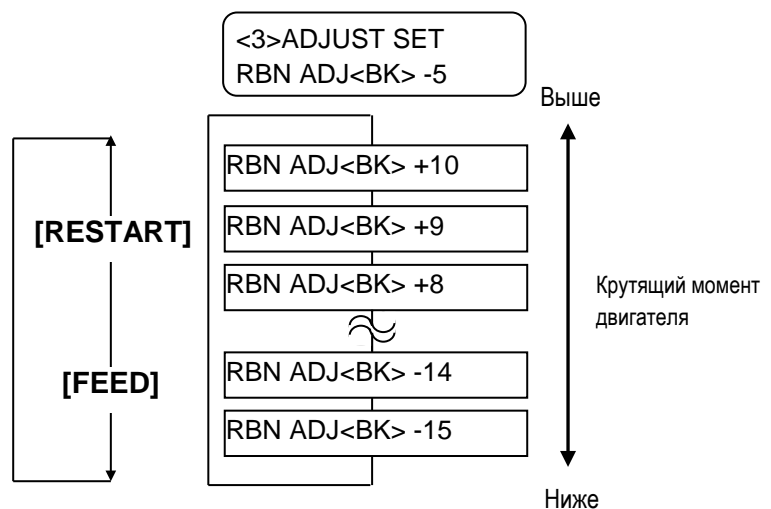 <3>ADJUST SET
RBN ADJ<BK> -5
Выше
RBN ADJ<BK> +10
[RESTART]
RBN ADJ<BK> +9
RBN ADJ<BK> +8
Крутящий момент
двигателя
[FEED]
RBN ADJ<BK> -14
RBN ADJ<BK> -15
Ниже